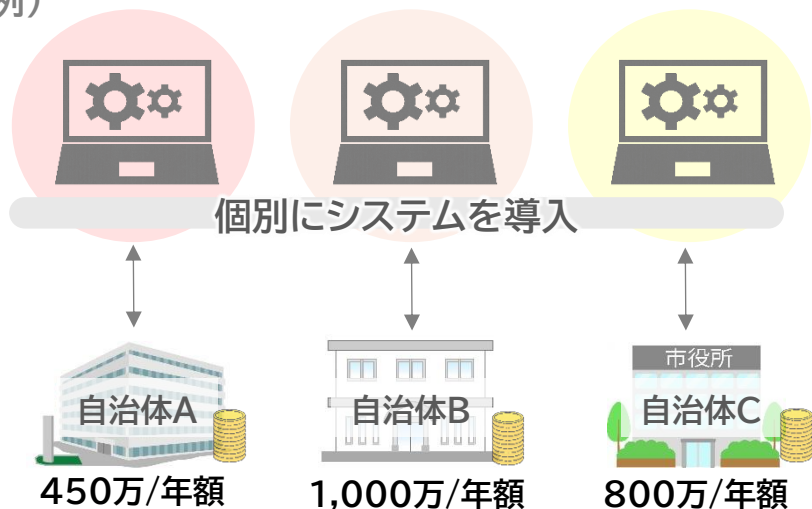 列）
個別にシステムを導入
市役所
自治体A
自治体B
自治体C
450万/年額
1,000万/年額
800万/年額